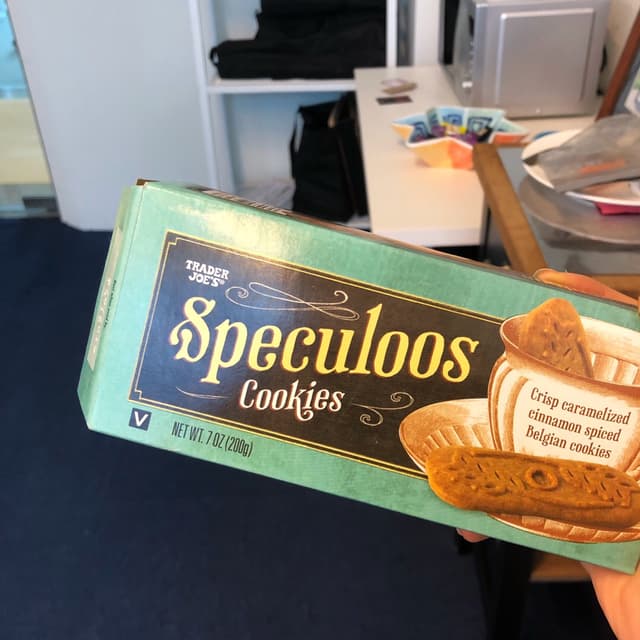 TRADER
JOE'S®
Speculoos
Cookies
Crisp caramelized
cinnamon spiced
Belgian cookies
V
NET WT. 7 OZ (200g)